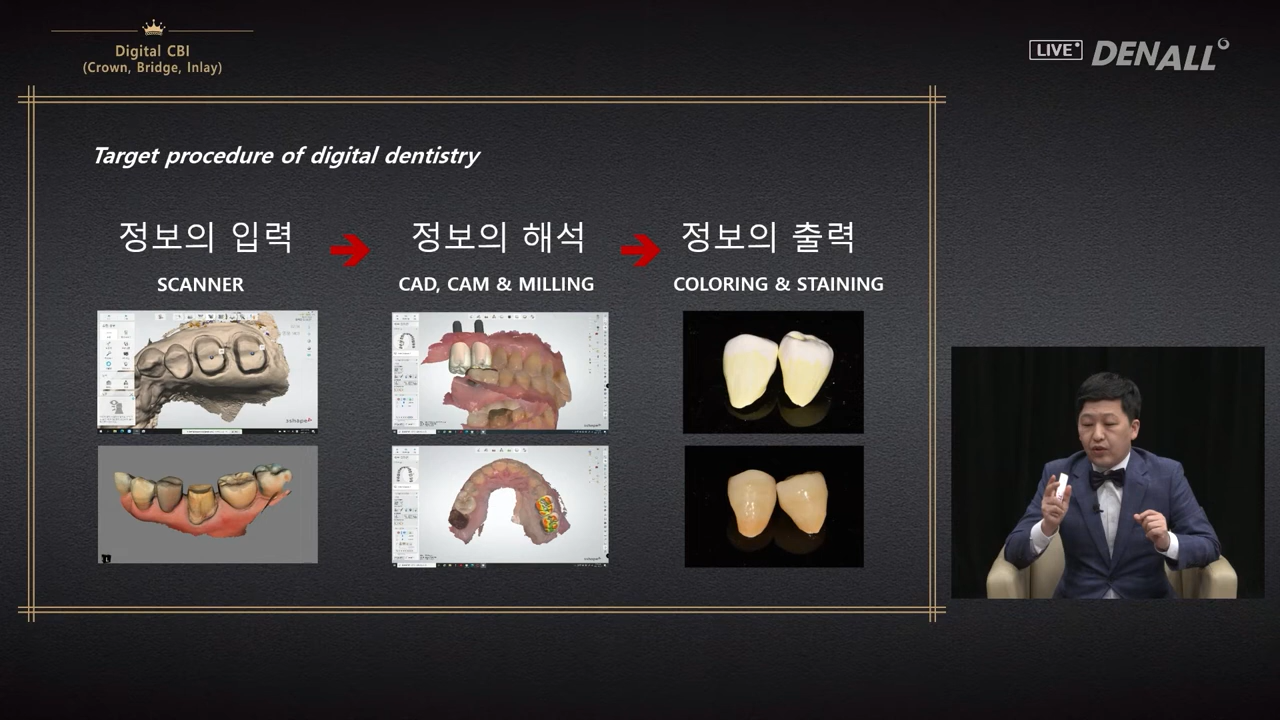 Digital CBI
(Crown, Bridge, Inlay)
LIVE
DENALL
Target procedure of digital dentistry
정보의 입력
정보의 해석
정보의 출력
SCANNER
CAD, CAM & MILLING
COLORING & STAINING
3shape